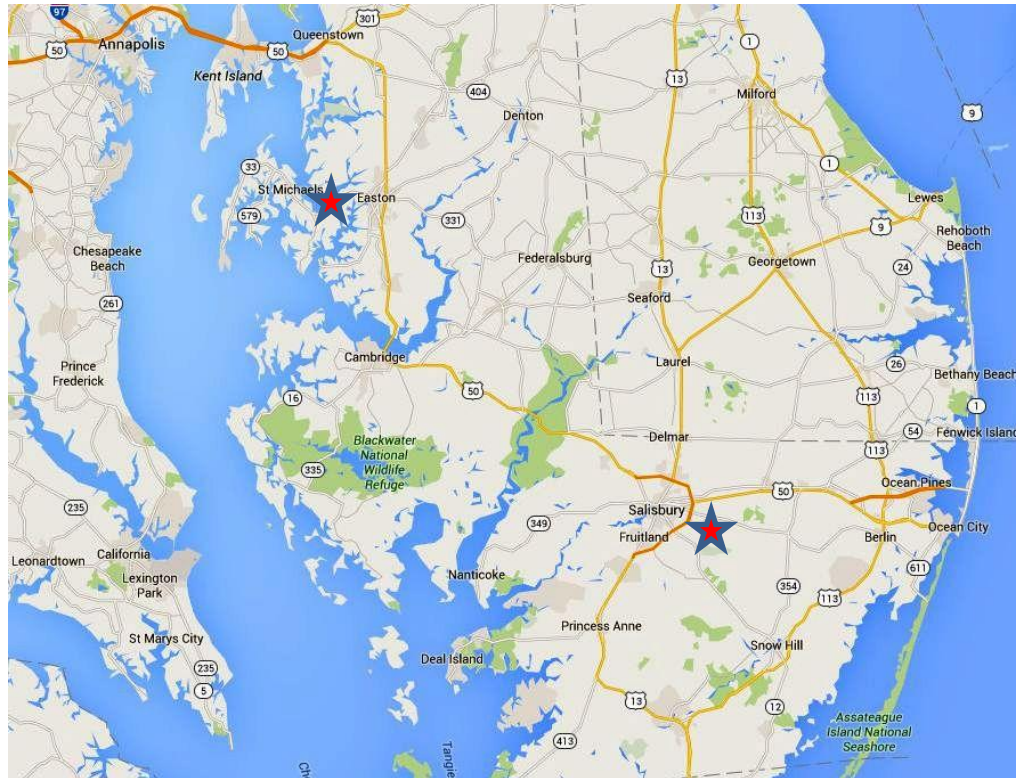 97
301
Queenstown
50
Annapolis
50
1
Kent Island
13
404
Milford
Denton
9
33
1
St Michaels
Easton
Lewes
579
331
113
9
Rehoboth
Beach
Chesapeake
Beach
Federalsburg
13
Georgetown
24
261
Seaford
Cambridge
Laurel
26
Prince
Frederick
50
Bethany Beach
16
113
1
Delmar
54
Fenwick Island
Blackwater
National
Wildlife
Refuge
335
113
Ocean Pines
50
235
Salisbury
349
Fruitland
Ocean City
Berlin
California
Leonardtown
Lexington
Park
Nanticoke
611
354
113
Princess Anne
St Marys City
Snow Hill
Deal Island
235
5
13
12
Assateague
Island National
Seashore
413
Tangie
Ch